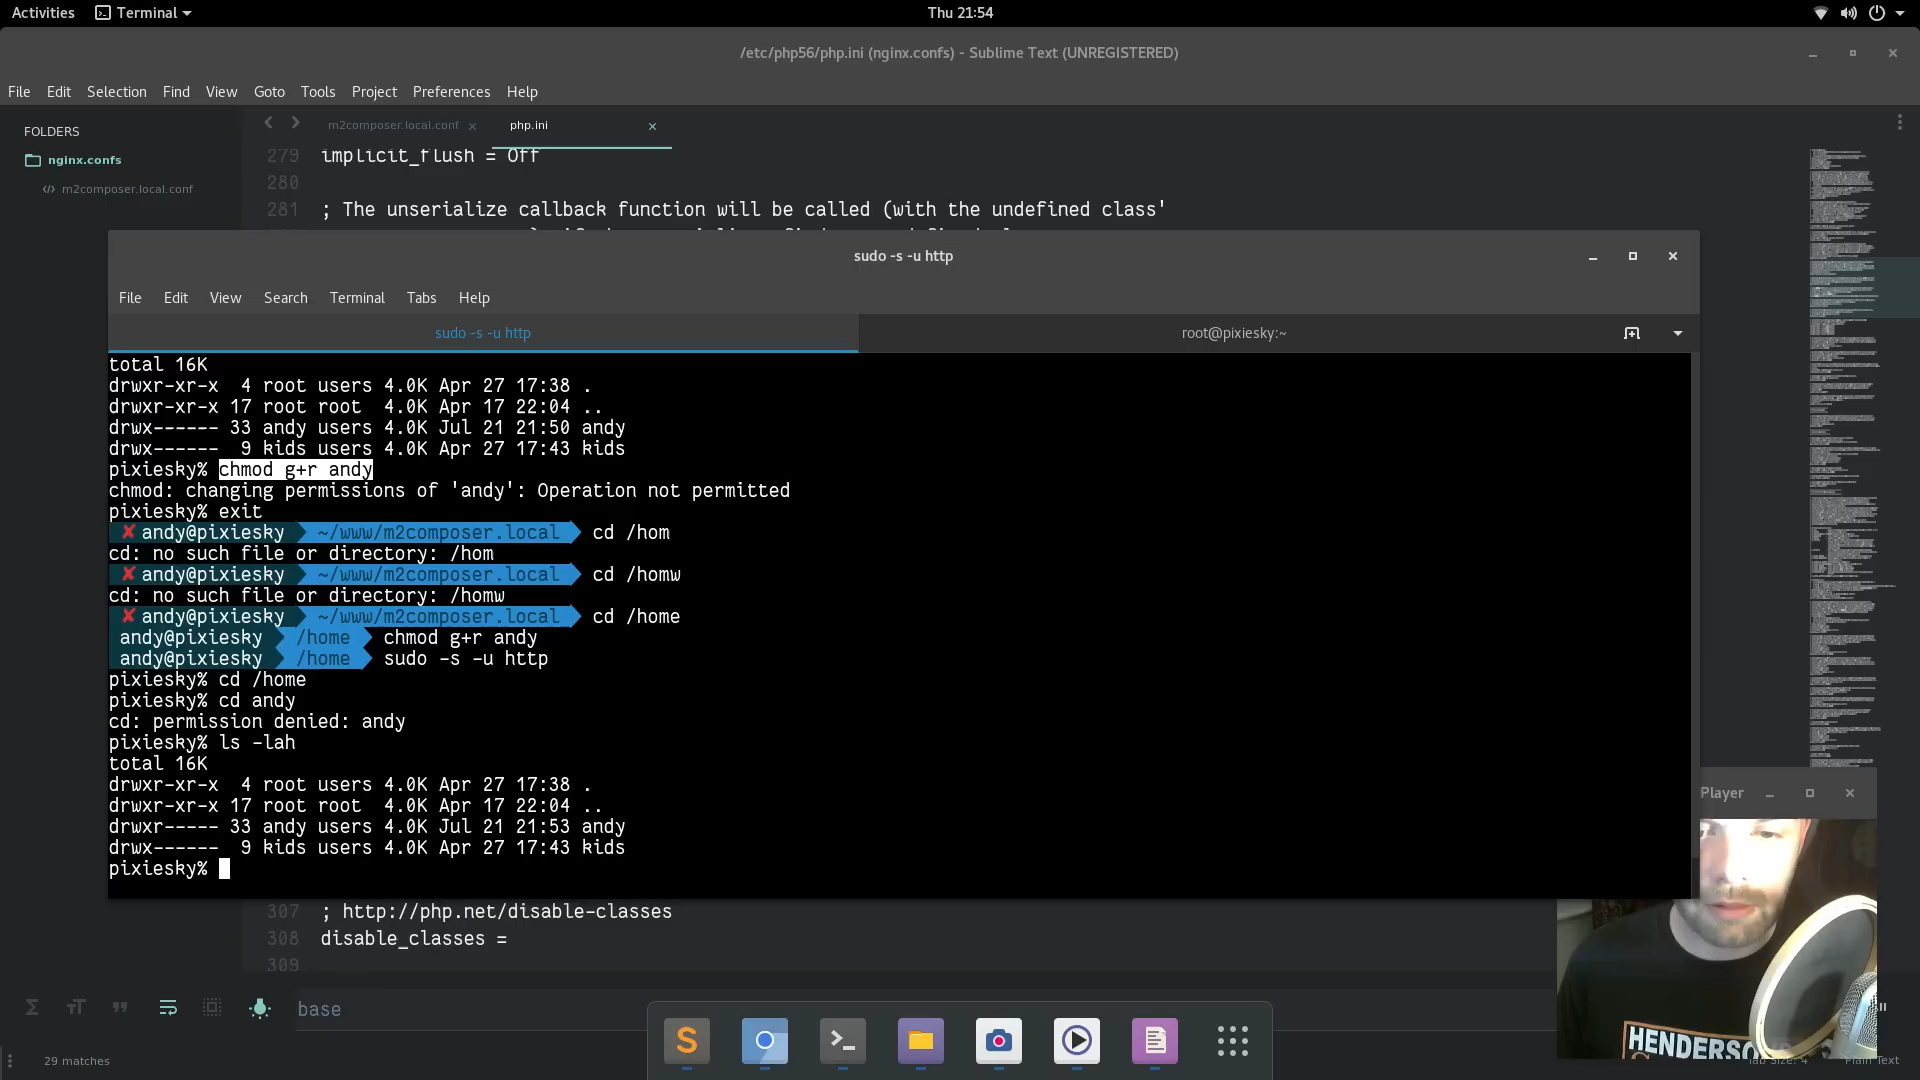 Activities Terminal Thu 21:54
/etc/php56/php.ini (nginx.confs) - Sublime Text (UNREGISTERED)
File Edit Selection Find View Goto Tools Project Preferences Help
FOLDERS
nginx.confs
m2composer.local.conf
m2composer.local.conf php.ini
279 implicit_flush = Off
280
281 ; The unserialize callback function will be called (with the undefined class'
sudo -s -u http
File Edit View Search Terminal Tabs Help
sudo -s -u http root@pixiesky:~
total 16K
drwxr-xr-x 4 root users 4.0K Apr 27 17:38 .
drwxr-xr-x 17 root root 4.0K Apr 17 22:04 ..
drwx------ 33 andy users 4.0K Jul 21 21:50 andy
drwx------ 9 kids users 4.0K Apr 27 17:43 kids
pixiesky% chmod g+r andy
chmod: changing permissions of 'andy': Operation not permitted
pixiesky% exit
✘ andy@pixiesky ~/www/m2composer.local cd /hom
cd: no such file or directory: /hom
✘ andy@pixiesky ~/www/m2composer.local cd /homw
cd: no such file or directory: /homw
✘ andy@pixiesky ~/www/m2composer.local cd /home
andy@pixiesky /home chmod g+r andy
andy@pixiesky /home sudo -s -u http
pixiesky% cd /home
pixiesky% cd andy
cd: permission denied: andy
pixiesky% ls -lah
total 16K
drwxr-xr-x 4 root users 4.0K Apr 27 17:38 .
drwxr-xr-x 17 root root 4.0K Apr 17 22:04 ..
drwxr----- 33 andy users 4.0K Jul 21 21:53 andy
drwx------ 9 kids users 4.0K Apr 27 17:43 kids
pixiesky%
Player
307 ; http://php.net/disable-classes
308 disable_classes =
309
base
HENDERSO
29 matches
Tab Size: 4 Plain Text